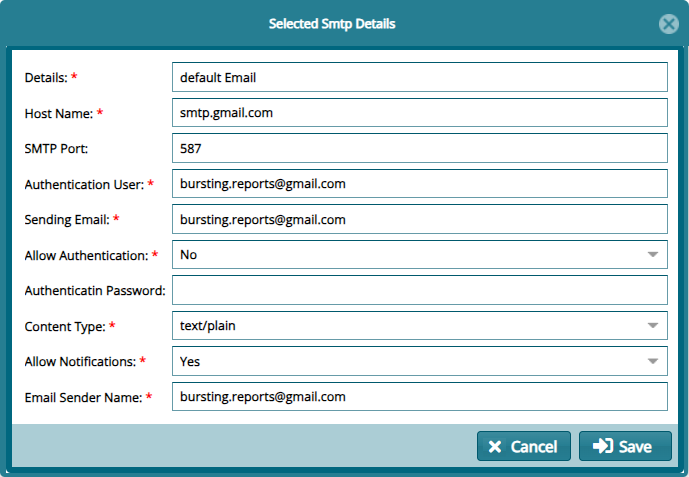 Selected Smtp Details
Details: * default Email
Host Name: * smtp.gmail.com
SMTP Port: 587
Authentication User: * bursting.reports@gmail.com
Sending Email: * bursting.reports@gmail.com
Allow Authentication: * No
Authenticatin Password:
Content Type: * text/plain
Allow Notifications: * Yes
Email Sender Name: * bursting.reports@gmail.com
Cancel Save